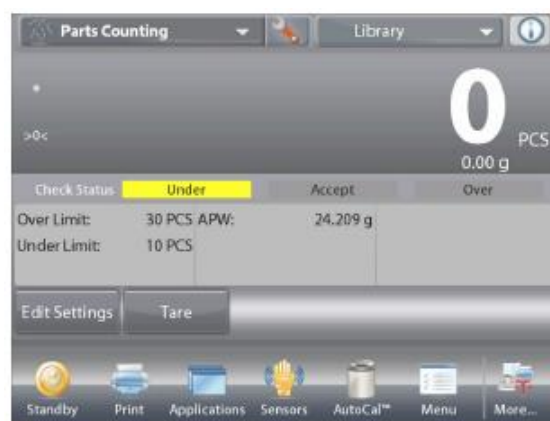 Parts Counting Library
0 PCS
>0<
0.00 g
Check Status Under Accept Over
Over Limit: 30 PCS APW: 24.209 g
Under Limit: 10 PCS
Edit Settings Tare
Standby Print Applications Sensors AutoCal™ Menu More...